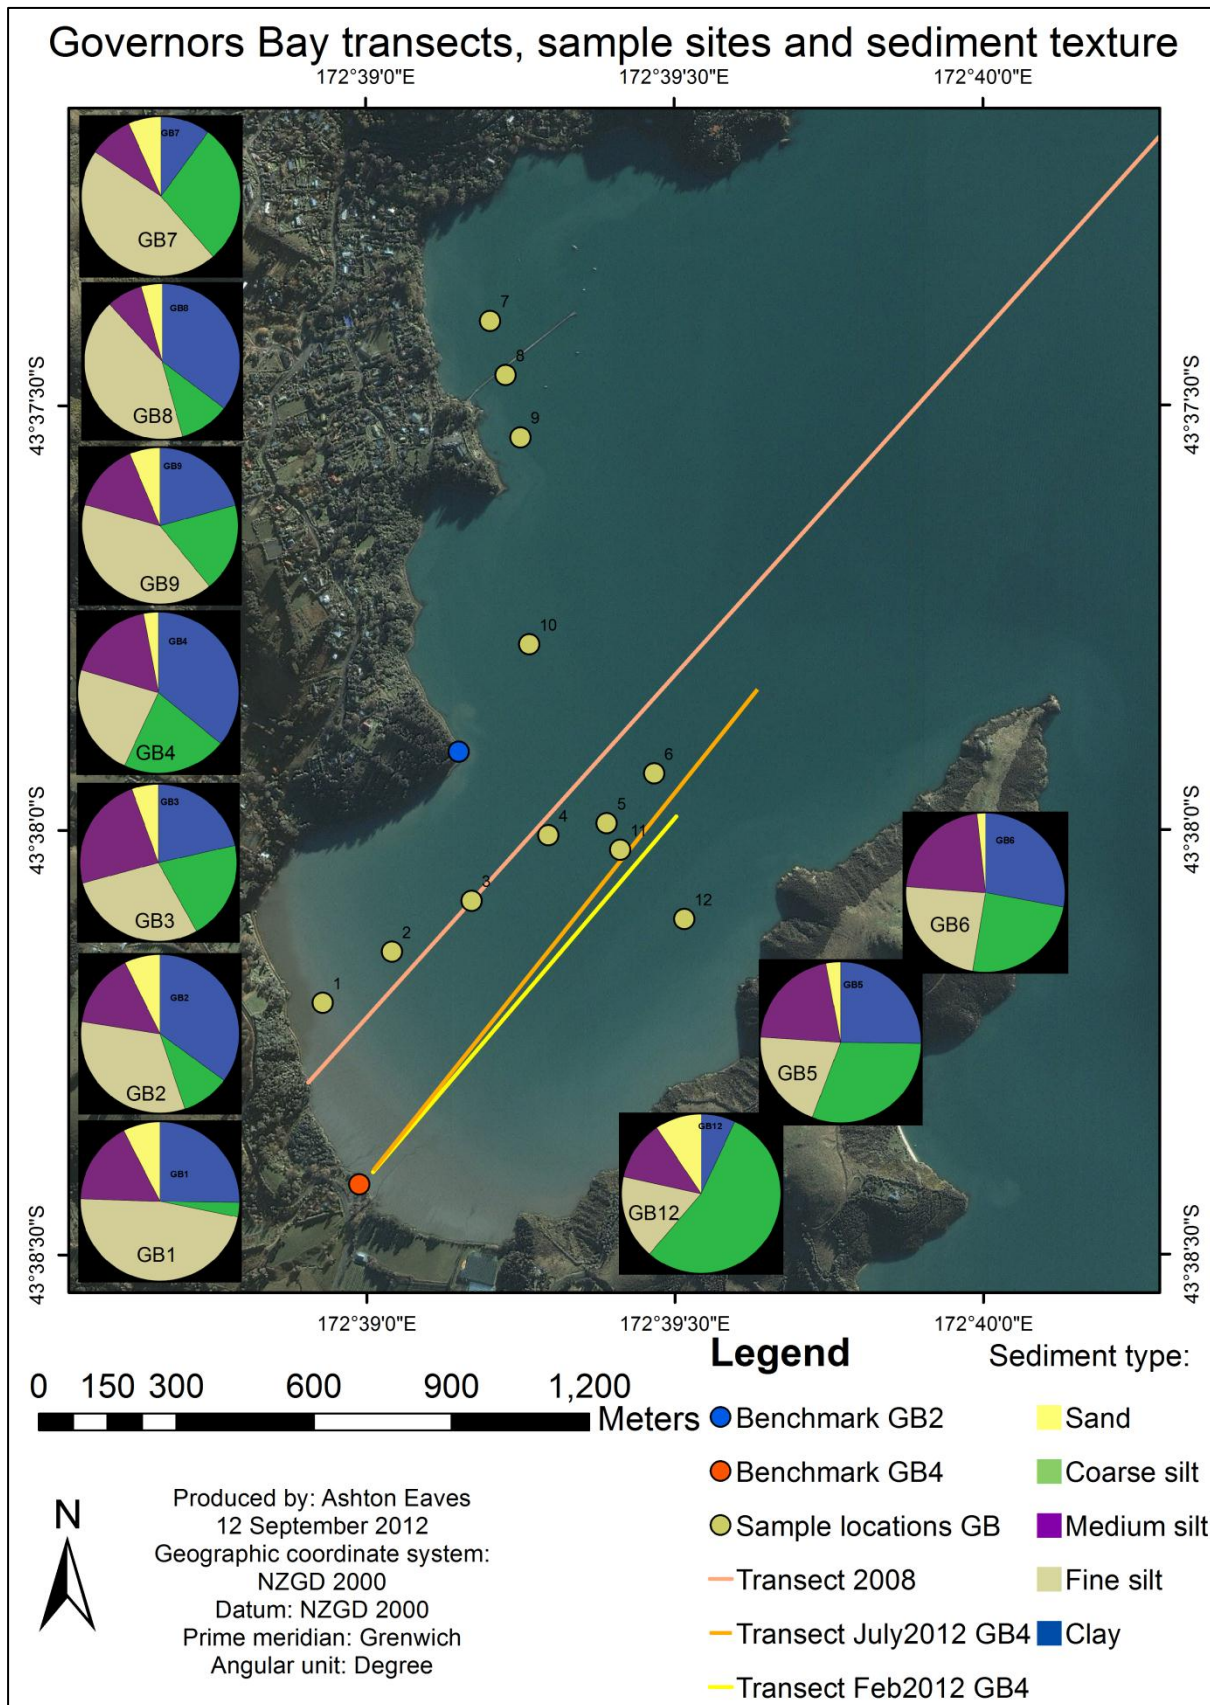 Governors Bay transects, sample sites and sediment texture
172°39'0"E 172°39'30"E 172°40'0"E
43°37'30"S
43°38'0"S
43°38'30"S
43°37'30"S
43°38'0"S
43°38'30"S
GB7
GB7
GB8
GB8
GB9
GB9
GB4
GB4
GB3
GB3
GB2
GB2
GB1
GB1
7
8
9
10
6
5
4
11
3
12
2
1
GB6
GB6
GB5
GB5
GB12
GB12
172°39'0"E 172°39'30"E 172°40'0"E
0 150 300 600 900 1,200
Meters
N
Produced by: Ashton Eaves
12 September 2012
Geographic coordinate system:
NZGD 2000
Datum: NZGD 2000
Prime meridian: Grenwich
Angular unit: Degree
Legend
Benchmark GB2
Benchmark GB4
Sample locations GB
Transect 2008
Transect July2012 GB4
Transect Feb2012 GB4
Sediment type:
Sand
Coarse silt
Medium silt
Fine silt
Clay